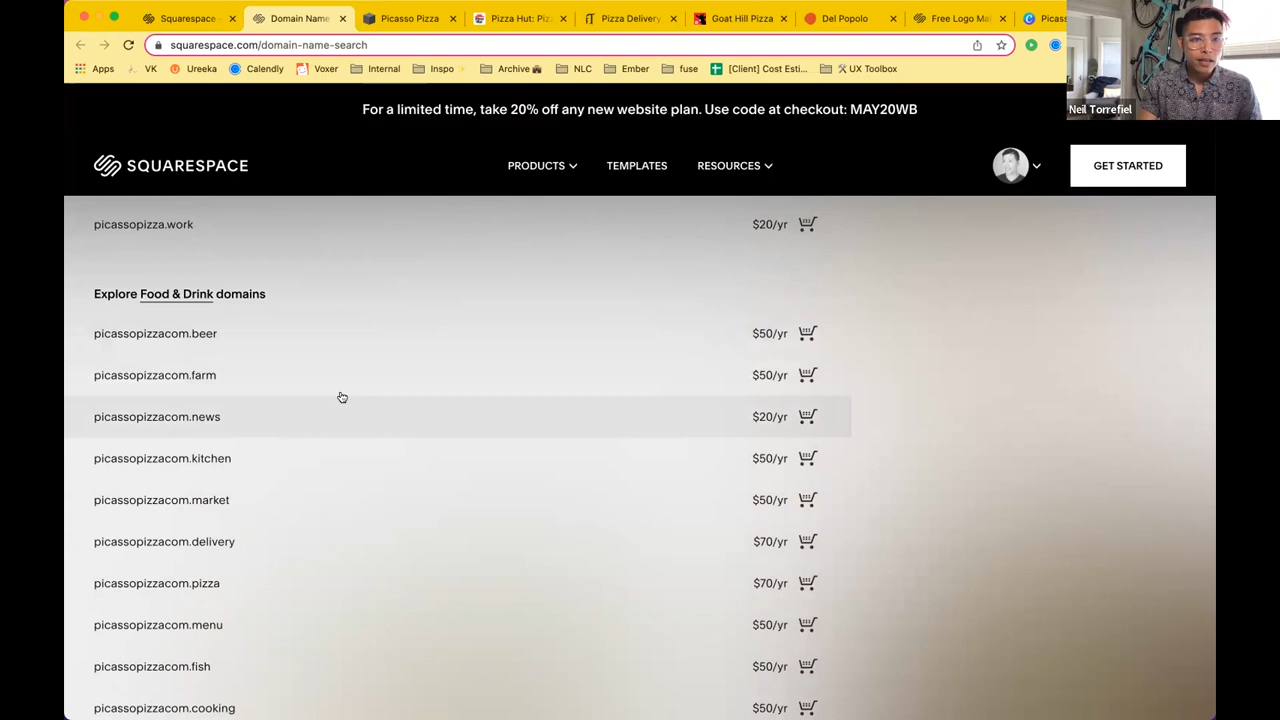 Squarespace -
Domain Name
Picasso Pizza
Pizza Hut: Piz
Pizza Delivery
Goat Hill Pizza
Del Popolo
Free Logo Ma
Picass
squarespace.com/domain-name-search
Apps
VK
Ureeka
Calendly
Voxer
Internal
Inspo
Archive
NLC
Ember
fuse
[Client] Cost Esti...
UX Toolbox
Neil Torrefiel
For a limited time, take 20% off any new website plan. Use code at checkout: MAY20WB
SQUARESPACE
PRODUCTS
TEMPLATES
RESOURCES
GET STARTED
picassopizza.work $20/yr
Explore Food & Drink domains
picassopizzacom.beer $50/yr
picassopizzacom.farm $50/yr
picassopizzacom.news $20/yr
picassopizzacom.kitchen $50/yr
picassopizzacom.market $50/yr
picassopizzacom.delivery $70/yr
picassopizzacom.pizza $70/yr
picassopizzacom.menu $50/yr
picassopizzacom.fish $50/yr
picassopizzacom.cooking $50/yr